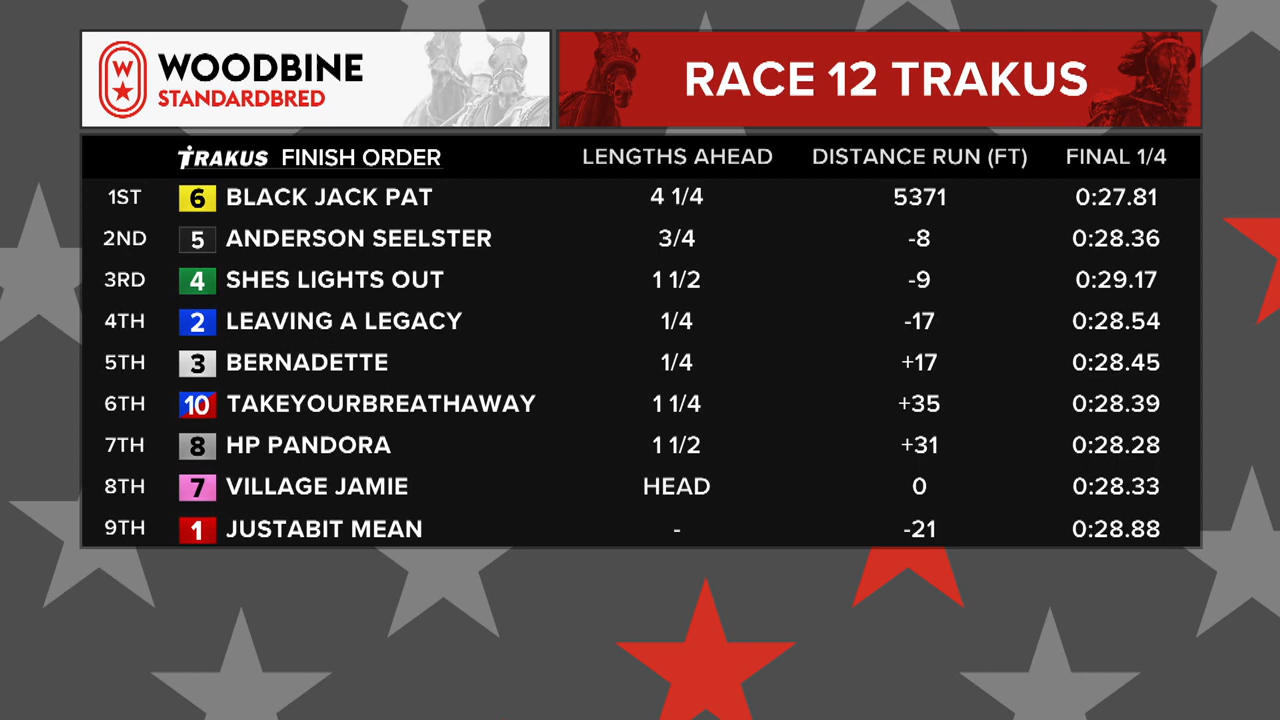 W
WOODBINE
STANDARDBRED
RACE 12 TRAKUS
TRAKUS FINISH ORDER LENGTHS AHEAD DISTANCE RUN (FT) FINAL 1/4
1ST 6 BLACK JACK PAT 4 1/4 5371 0:27.81
2ND 5 ANDERSON SEELSTER 3/4 -8 0:28.36
3RD 4 SHES LIGHTS OUT 1 1/2 -9 0:29.17
4TH 2 LEAVING A LEGACY 1/4 -17 0:28.54
5TH 3 BERNADETTE 1/4 +17 0:28.45
6TH 10 TAKEYOURBREATHAWAY 1 1/4 +35 0:28.39
7TH 8 HP PANDORA 1 1/2 +31 0:28.28
8TH 7 VILLAGE JAMIE HEAD 0 0:28.33
9TH 1 JUSTABIT MEAN - -21 0:28.88